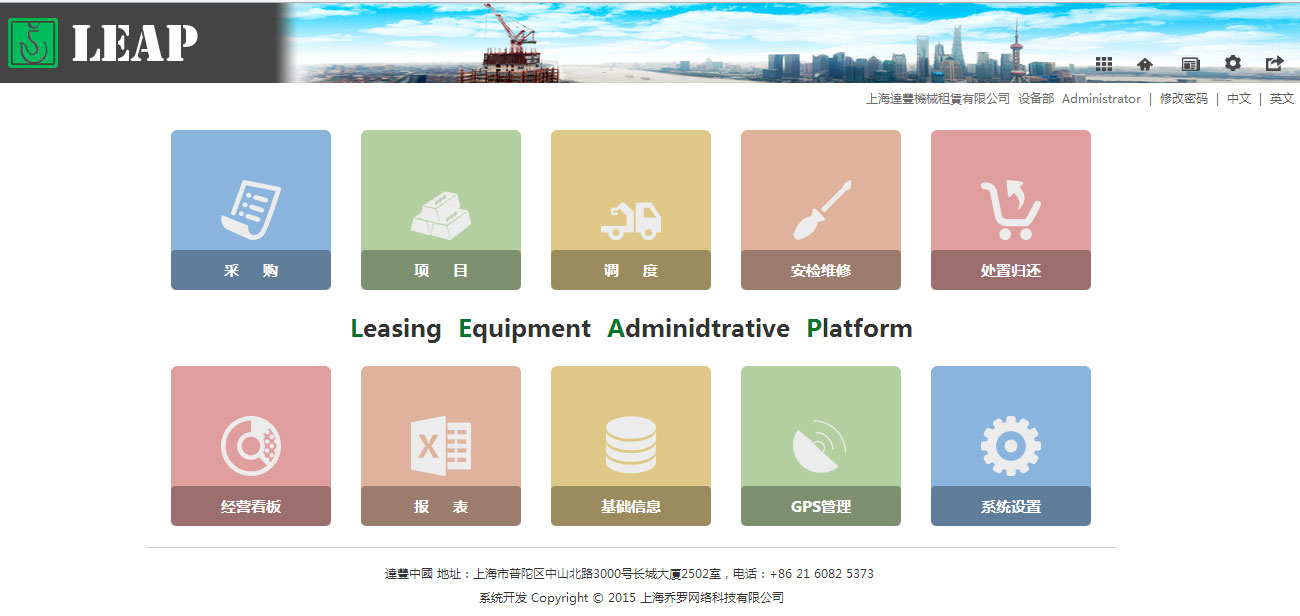 LEAP
上海達豐機械租賃有限公司 设备部 Administrator | 修改密码 | 中文 | 英文
采 购 项 目 调 度 安检维修 处置归还
Leasing Equipment Adminidtrative Platform
X
经营看板 报 表 基础信息 GPS管理 系统设置
達豐中國 地址：上海市普陀区中山北路3000号长城大厦2502室，电话：+86 21 6082 5373
系统开发 Copyright © 2015 上海乔罗网络科技有限公司